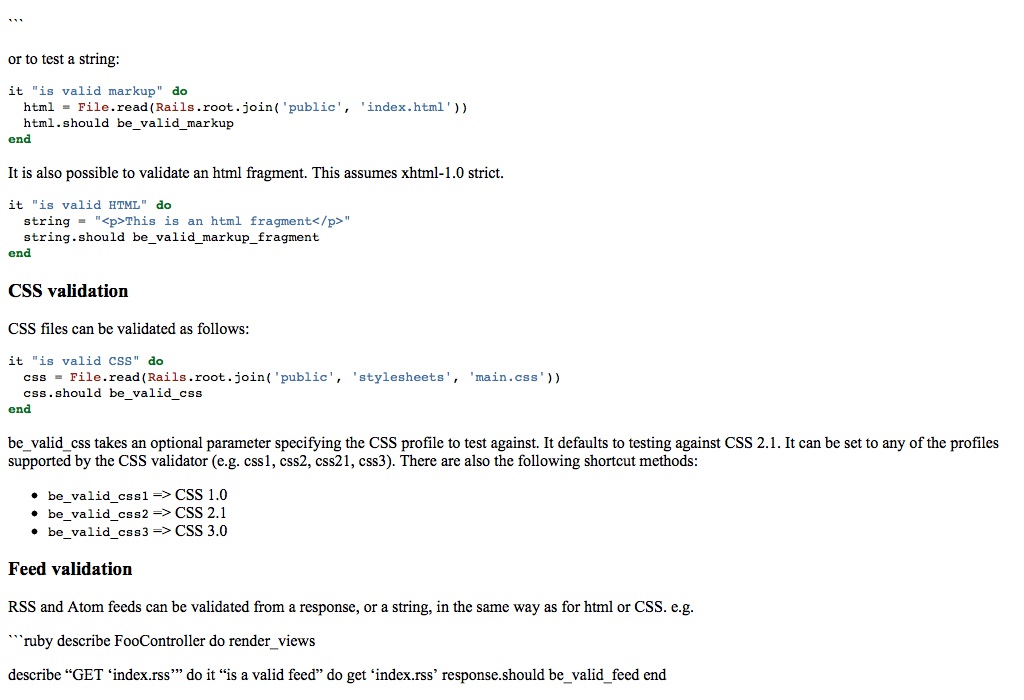 ```
or to test a string:
it "is valid markup" do
  html = File.read(Rails.root.join('public', 'index.html'))
  html.should be_valid_markup
end
It is also possible to validate an html fragment. This assumes xhtml-1.0 strict.
it "is valid HTML" do
  string = "<p>This is an html fragment</p>"
  string.should be_valid_markup_fragment
end
CSS validation
CSS files can be validated as follows:
it "is valid CSS" do
  css = File.read(Rails.root.join('public', 'stylesheets', 'main.css'))
  css.should be_valid_css
end
be_valid_css takes an optional parameter specifying the CSS profile to test against. It defaults to testing against CSS 2.1. It can be set to any of the profiles
supported by the CSS validator (e.g. css1, css2, css21, css3). There are also the following shortcut methods:
• be_valid_css1 => CSS 1.0
• be_valid_css2 => CSS 2.1
• be_valid_css3 => CSS 3.0
Feed validation
RSS and Atom feeds can be validated from a response, or a string, in the same way as for html or CSS. e.g.
```ruby describe FooController do render_views
describe “GET ‘index.rss’” do it “is a valid feed” do get ‘index.rss’ response.should be_valid_feed end